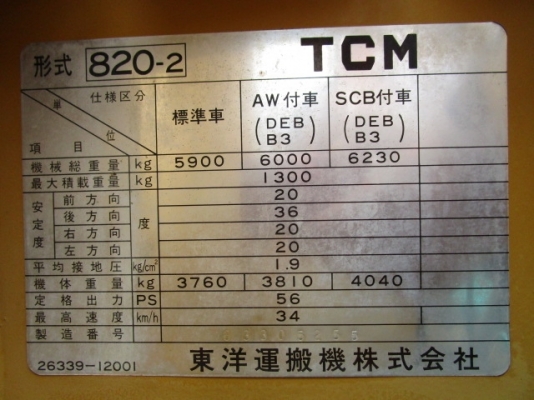 形式 820-2 TCM
仕様区分 単位 項目 標準車 AW付車 (DEB B3) SCB付車 (DEB B3)
機械総重量 kg 5900 6000 6230
最大積載重量 kg 1300
安定度 前方向 度 20
後方向 36
右方向 20
左方向 20
平均接地圧 kg/cm² 1.9
機体重量 kg 3760 3810 4040
定格出力 PS 56
最高速度 km/h 34
製造番号
26339-12001 東洋運搬機株式会社